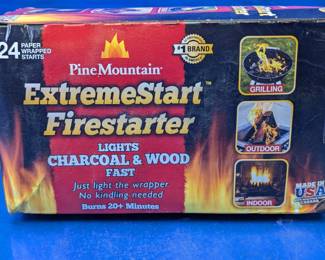 24 PAPER
WRAPPED
STARTS
PineMountain®
#1 BRAND
ExtremeStart™
Firestarter
LIGHTS
CHARCOAL & WOOD
FAST
Just light the wrapper
No kindling needed
Burns 20+ Minutes
GRILLING
OUTDOOR
INDOOR
MADE IN
USA